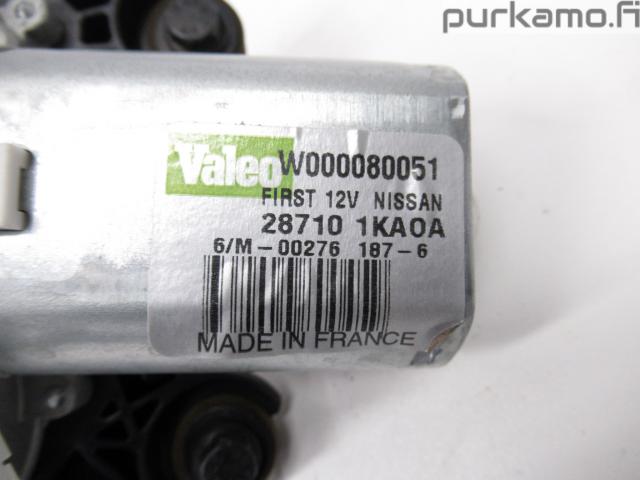 purkamo.fi
Valeo W000080051
FIRST 12V NISSAN
28710 1KA0A
6/M-00276 187-6
MADE IN FRANCE